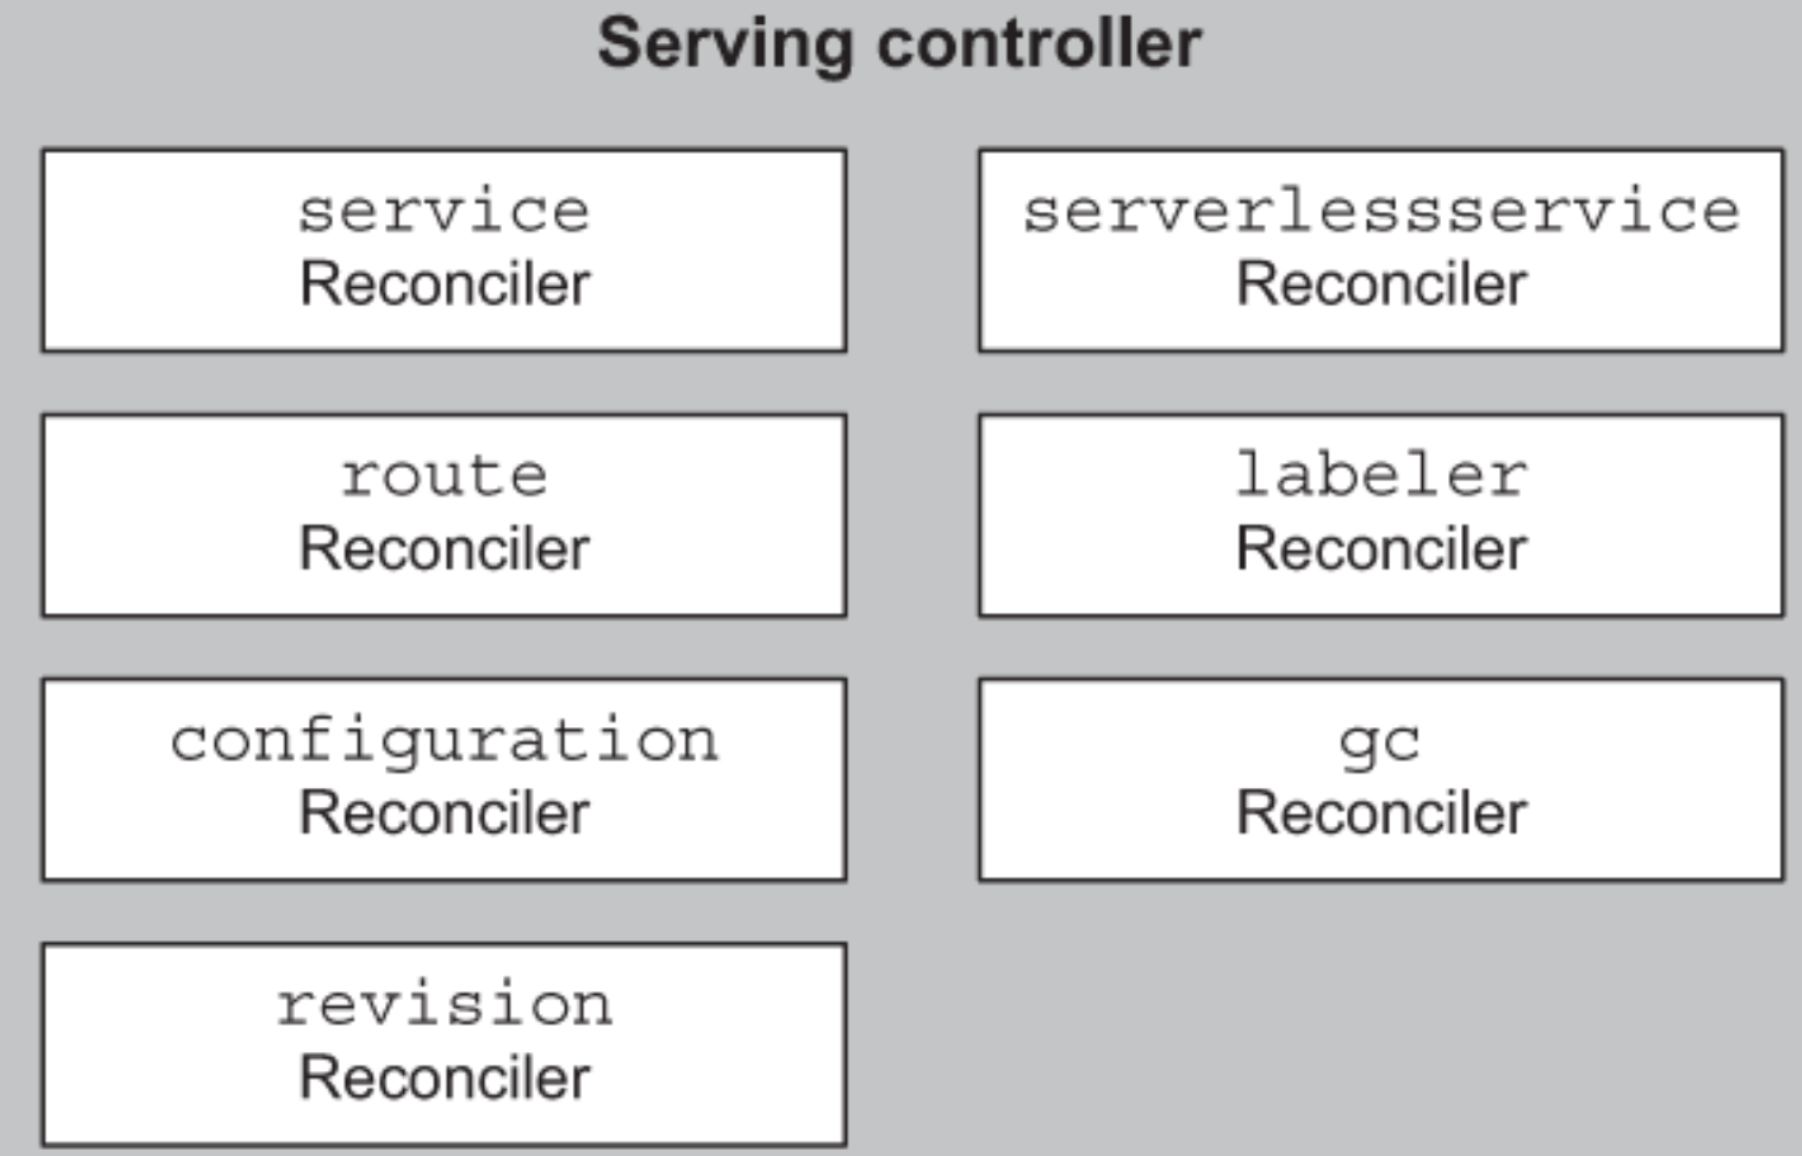 Serving controller
service
Reconciler
serverlessservice
Reconciler
route
Reconciler
labeler
Reconciler
configuration
Reconciler
gc
Reconciler
revision
Reconciler